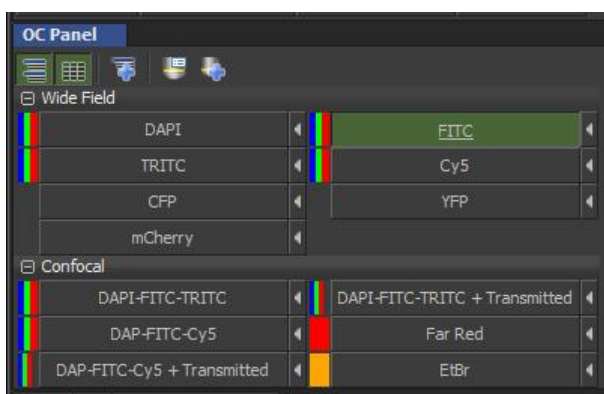 OC Panel
Wide Field
DAPI FITC
TRITC Cy5
CFP YFP
mCherry
Confocal
DAPI-FITC-TRITC DAPI-FITC-TRITC + Transmitted
DAP-FITC-Cy5 Far Red
DAP-FITC-Cy5 + Transmitted EtBr